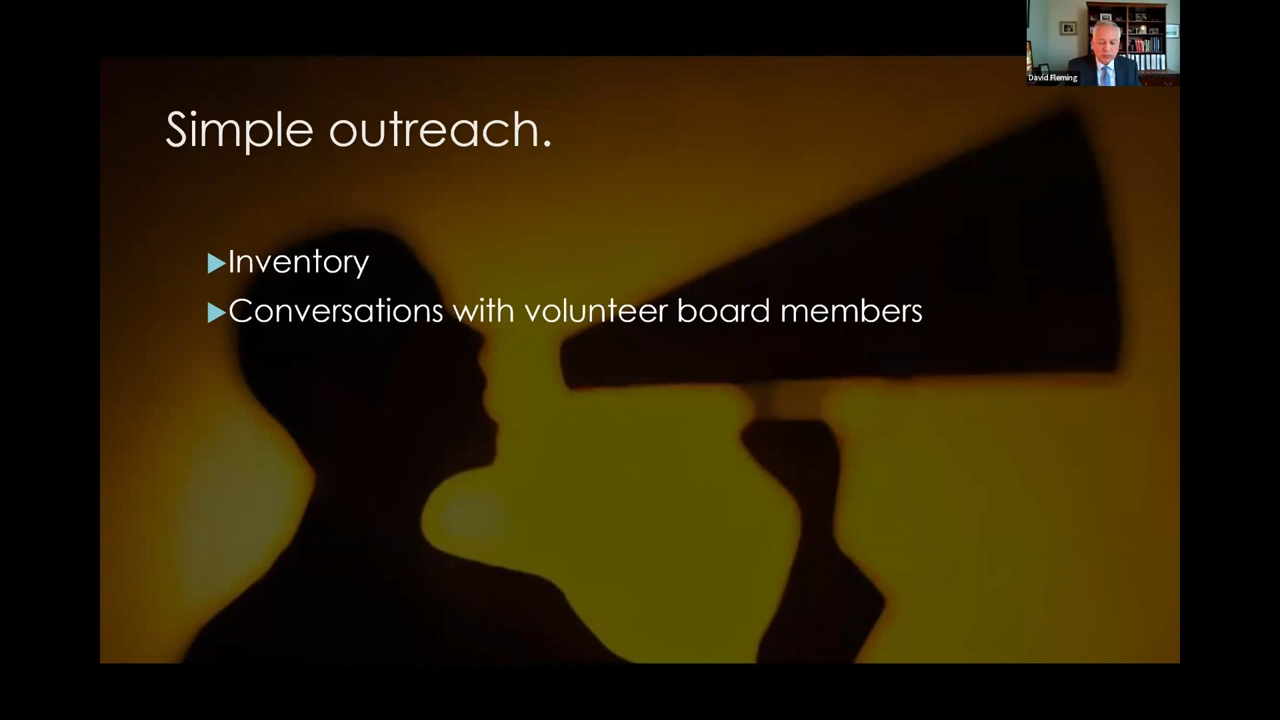 David Fleming
Simple outreach.
Inventory
Conversations with volunteer board members